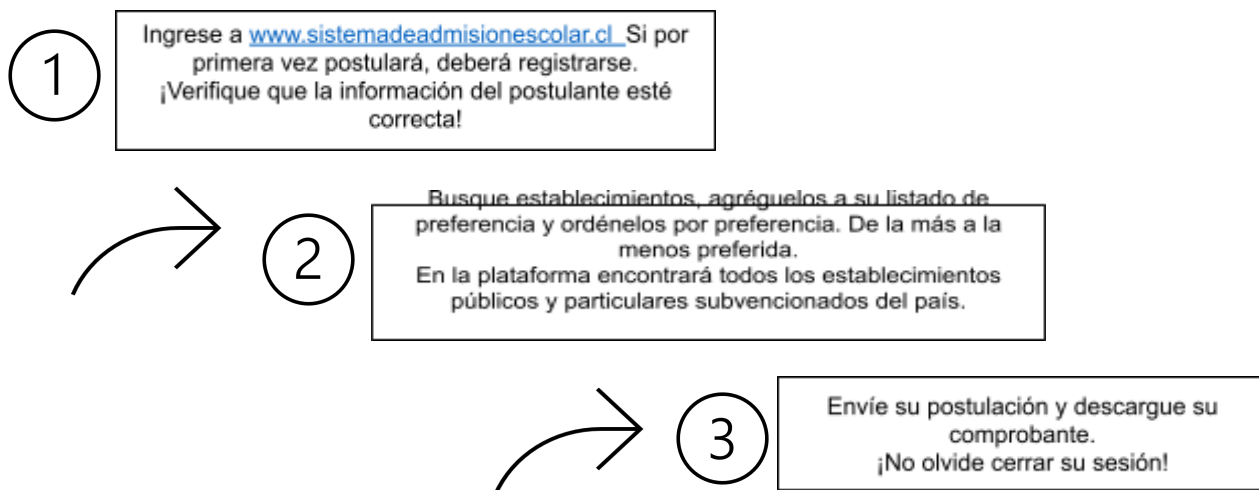 1
Ingrese a www.sistemadeadmisionescolar.cl Si por
primera vez postulará, deberá registrarse.
¡Verifique que la información del postulante esté
correcta!
2
Busque establecimientos, agréguelos a su listado de
preferencia y ordénelos por preferencia. De la más a la
menos preferida.
En la plataforma encontrará todos los establecimientos
públicos y particulares subvencionados del país.
3
Envíe su postulación y descargue su
comprobante.
¡No olvide cerrar su sesión!